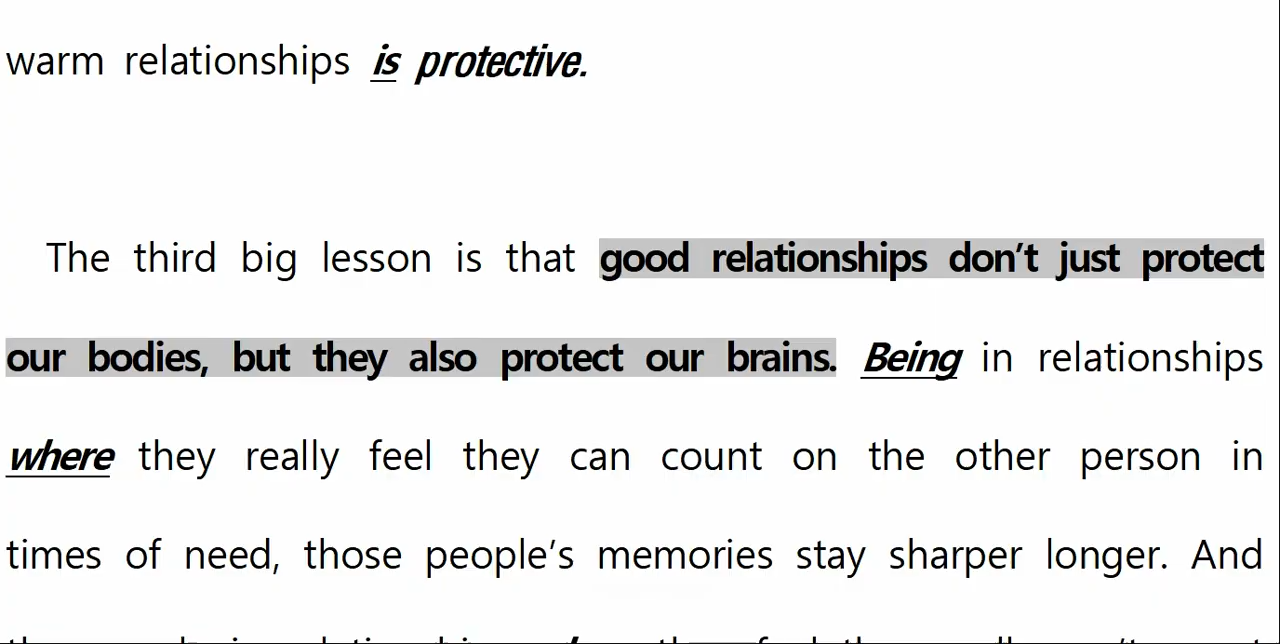 warm relationships is protective.
The third big lesson is that good relationships don’t just protect
our bodies, but they also protect our brains. Being in relationships
where they really feel they can count on the other person in
times of need, those people’s memories stay sharper longer. And